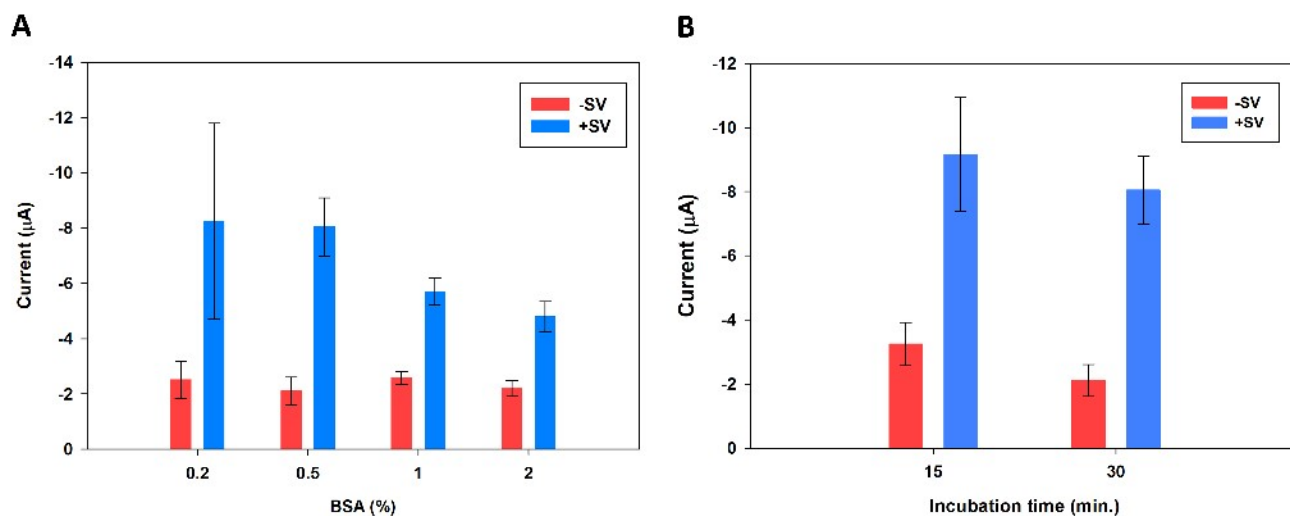 A
-14
-12
-10
-8
-6
-4
-2
0
Current (µA)
-SV
+SV
0.2 0.5 1 2
BSA (%)
B
-12
-10
-8
-6
-4
-2
0
Current (µA)
-SV
+SV
15 30
Incubation time (min.)